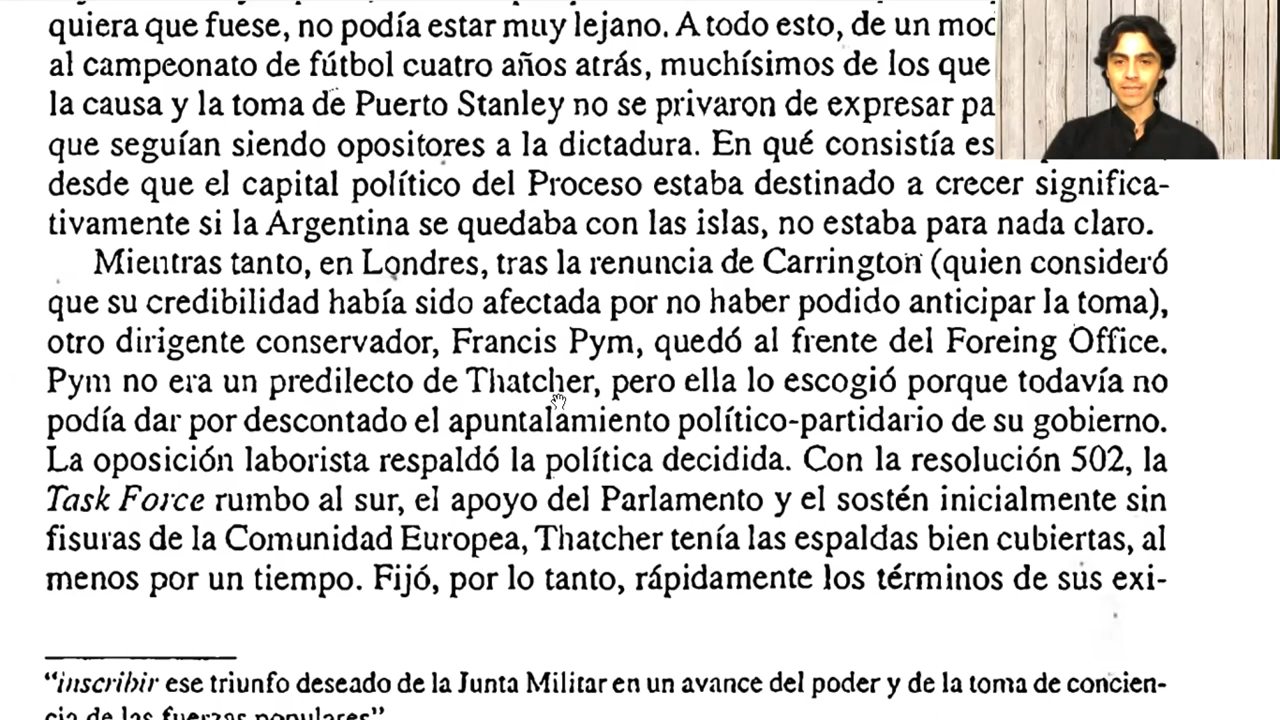 quiera que fuese, no podía estar muy lejano. A todo esto, de un
al campeonato de fútbol cuatro años atrás, muchísimos de los que
la causa y la toma de Puerto Stanley no se privaron de expresar
que seguían siendo opositores a la dictadura. En qué consistía
desde que el capital político del Proceso estaba destinado a crecer significa-
tivamente si la Argentina se quedaba con las islas, no estaba para nada claro.
Mientras tanto, en Londres, tras la renuncia de Carrington (quien consideró
que su credibilidad había sido afectada por no haber podido anticipar la toma),
otro dirigente conservador, Francis Pym, quedó al frente del Foreing Office.
Pym no era un predilecto de Thatcher, pero ella lo escogió porque todavía no
podía dar por descontado el apuntalamiento político-partidario de su gobierno.
La oposición laborista respaldó la política decidida. Con la resolución 502, la
Task Force rumbo al sur, el apoyo del Parlamento y el sostén inicialmente sin
fisuras de la Comunidad Europea, Thatcher tenía las espaldas bien cubiertas, al
menos por un tiempo. Fijó, por lo tanto, rápidamente los términos de sus exi-
“inscribir ese triunfo deseado de la Junta Militar en un avance del poder y de la toma de concien-
cia de las fuerzas populares”